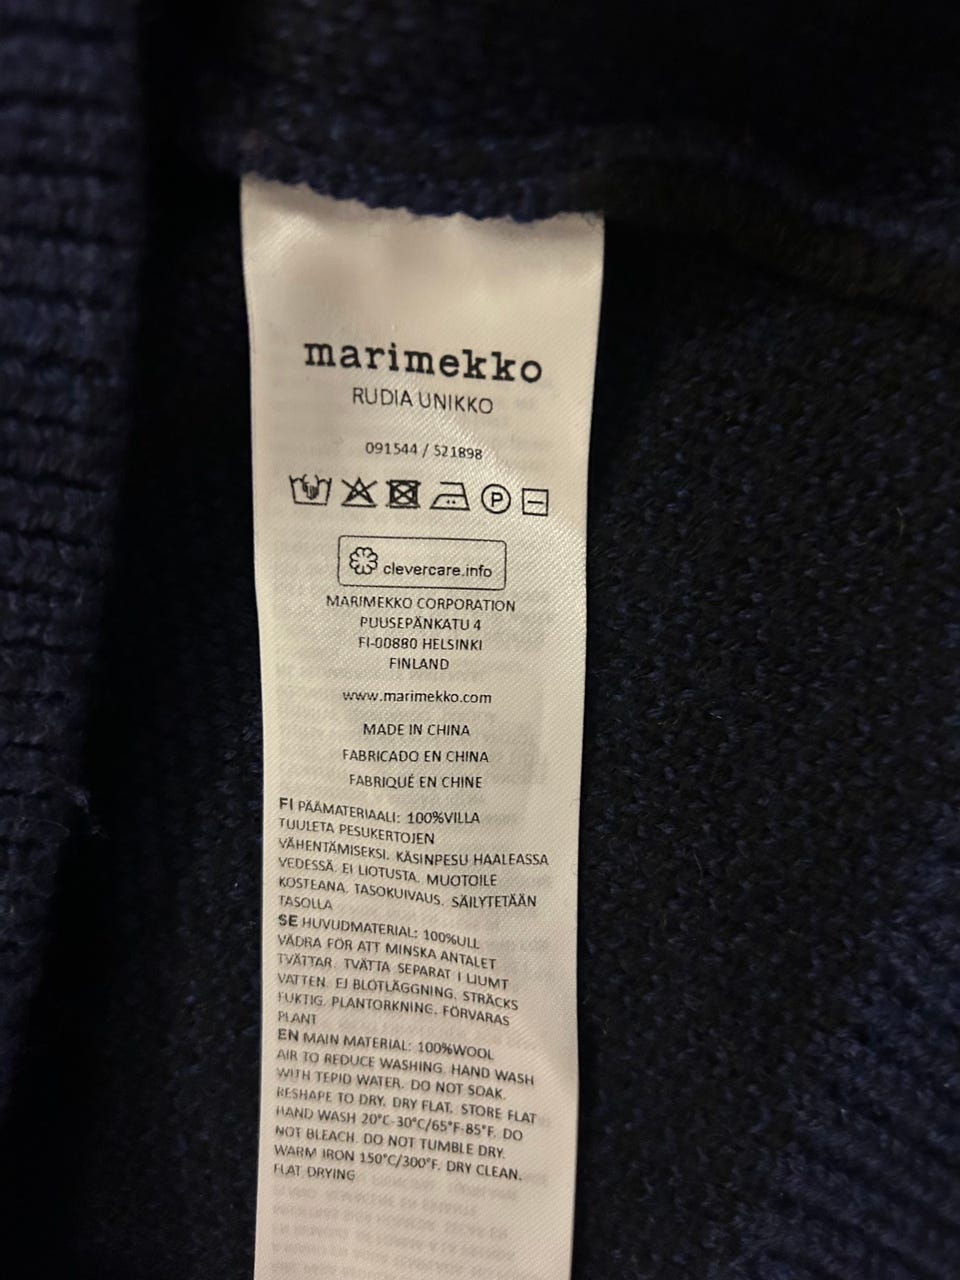 marimekko
RUDIA UNIKKO
091544 / 521898
P
clevercare.info
MARIMEKKO CORPORATION
PUUSEPÄNKATU 4
FI-00880 HELSINKI
FINLAND
www.marimekko.com
MADE IN CHINA
FABRICADO EN CHINA
FABRIQUÉ EN CHINE
FI PÄÄMATERIAALI: 100%VILLA
TUULETA PESUKERTOJEN
VÄHENTÄMISEKSI. KÄSINPESU HAALEASSA
VEDESSÄ. EI LIOTUSTA. MUOTOILE
KOSTEANA. TASOKUIVAUS. SÄILYTETÄÄN
TASOLLA
SE HUVUDMATERIAL: 100%ULL
VÄDRA FÖR ATT MINSKA ANTALET
TVÄTTAR. TVÄTTA SEPARAT I LJUMT
VATTEN. EJ BLOTLÄGGNING. STRÄCKS
FUKTIG. PLANTORKNING. FÖRVARAS
PLANT
EN MAIN MATERIAL: 100%WOOL
AIR TO REDUCE WASHING. HAND WASH
WITH TEPID WATER. DO NOT SOAK.
RESHAPE TO DRY. DRY FLAT. STORE FLAT
HAND WASH 20°C-30°C/65°F-85°F. DO
NOT BLEACH. DO NOT TUMBLE DRY.
WARM IRON 150°C/300°F. DRY CLEAN.
FLAT DRYING